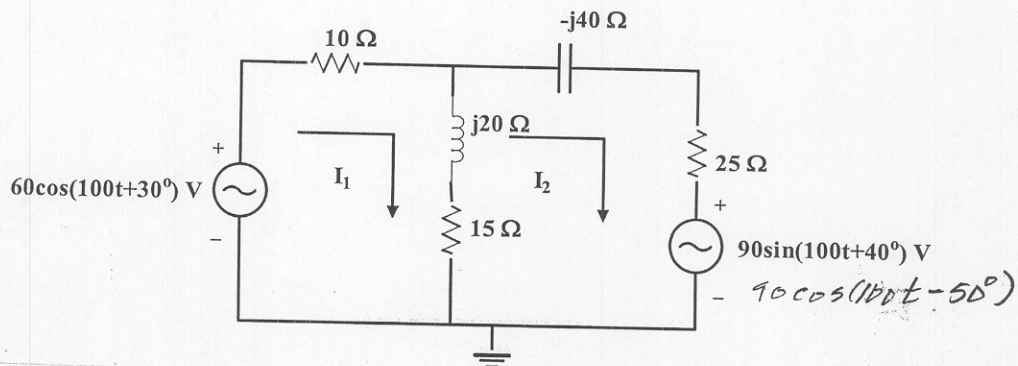 -j40 Ω
10 Ω
j20 Ω
+
I₁
I₂
25 Ω
60cos(100t+30°) V
+
15 Ω
–
90sin(100t+40°) V
– 90cos(100t-50°)